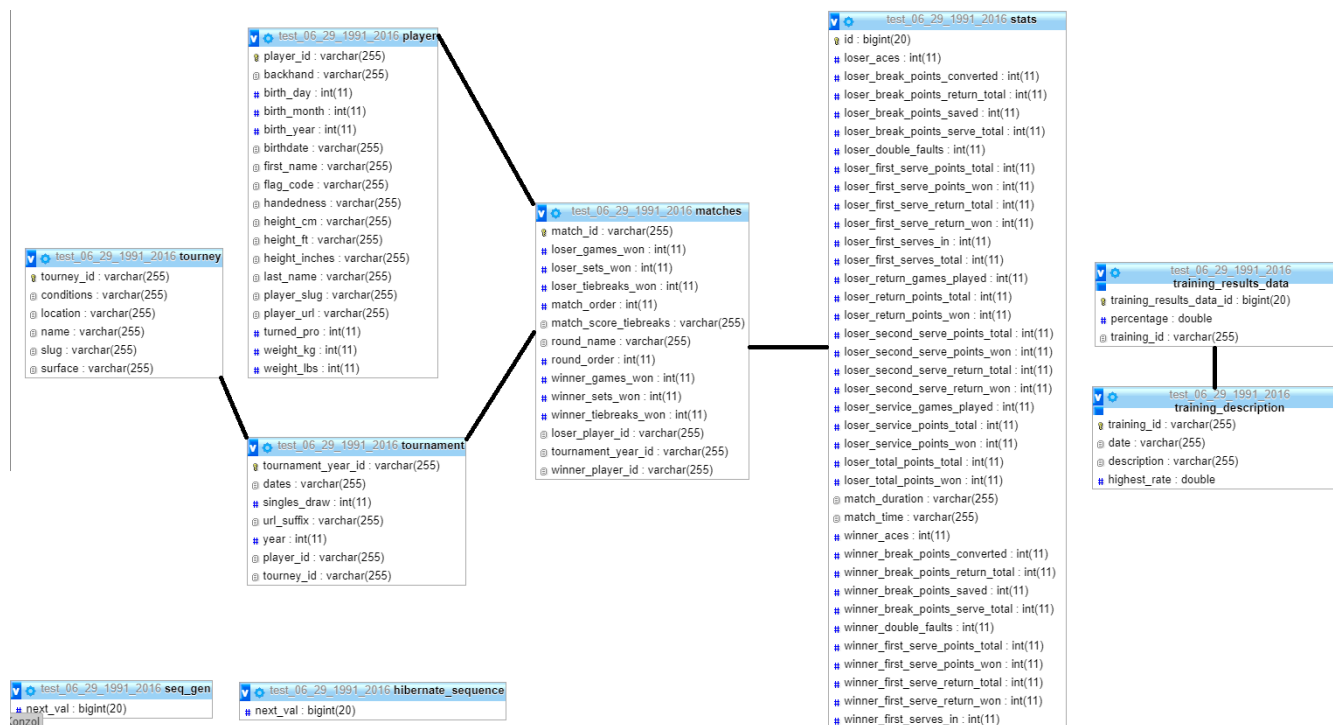 test_06_29_1991_2016 player
player_id : varchar(255)
backhand : varchar(255)
birth_day : int(11)
birth_month : int(11)
birth_year : int(11)
birthdate : varchar(255)
first_name : varchar(255)
flag_code : varchar(255)
handedness : varchar(255)
height_cm : varchar(255)
height_ft : varchar(255)
height_inches : varchar(255)
last_name : varchar(255)
player_slug : varchar(255)
player_url : varchar(255)
turned_pro : int(11)
weight_kg : int(11)
weight_lbs : int(11)
test_06_29_1991_2016 tourney
tourney_id : varchar(255)
conditions : varchar(255)
location : varchar(255)
name : varchar(255)
slug : varchar(255)
surface : varchar(255)
test_06_29_1991_2016 tournament
tournament_year_id : varchar(255)
dates : varchar(255)
singles_draw : int(11)
url_suffix : varchar(255)
year : int(11)
player_id : varchar(255)
tourney_id : varchar(255)
test_06_29_1991_2016 matches
match_id : varchar(255)
loser_games_won : int(11)
loser_sets_won : int(11)
loser_tiebreaks_won : int(11)
match_order : int(11)
match_score_tiebreaks : varchar(255)
round_name : varchar(255)
round_order : int(11)
winner_games_won : int(11)
winner_sets_won : int(11)
winner_tiebreaks_won : int(11)
loser_player_id : varchar(255)
tournament_year_id : varchar(255)
winner_player_id : varchar(255)
test_06_29_1991_2016 stats
id : bigint(20)
loser_aces : int(11)
loser_break_points_converted : int(11)
loser_break_points_return_total : int(11)
loser_break_points_saved : int(11)
loser_break_points_serve_total : int(11)
loser_double_faults : int(11)
loser_first_serve_points_total : int(11)
loser_first_serve_points_won : int(11)
loser_first_serve_return_total : int(11)
loser_first_serve_return_won : int(11)
loser_first_serves_in : int(11)
loser_first_serves_total : int(11)
loser_return_games_played : int(11)
loser_return_points_total : int(11)
loser_return_points_won : int(11)
loser_second_serve_points_total : int(11)
loser_second_serve_points_won : int(11)
loser_second_serve_return_total : int(11)
loser_second_serve_return_won : int(11)
loser_service_games_played : int(11)
loser_service_points_total : int(11)
loser_service_points_won : int(11)
loser_total_points_total : int(11)
loser_total_points_won : int(11)
match_duration : varchar(255)
match_time : varchar(255)
winner_aces : int(11)
winner_break_points_converted : int(11)
winner_break_points_return_total : int(11)
winner_break_points_saved : int(11)
winner_break_points_serve_total : int(11)
winner_double_faults : int(11)
winner_first_serve_points_total : int(11)
winner_first_serve_points_won : int(11)
winner_first_serve_return_total : int(11)
winner_first_serve_return_won : int(11)
winner_first_serves_in : int(11)
test_06_29_1991_2016
training_results_data
training_results_data_id : bigint(20)
percentage : double
training_id : varchar(255)
test_06_29_1991_2016
training_description
training_id : varchar(255)
date : varchar(255)
description : varchar(255)
highest_rate : double
test_06_29_1991_2016 seq_gen
next_val : bigint(20)
Konzol
test_06_29_1991_2016 hibernate_sequence
next_val : bigint(20)